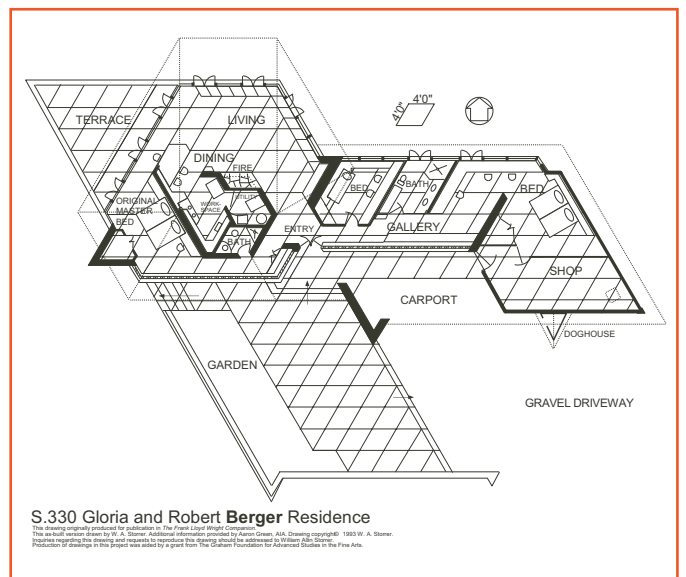 4'0"
4'0"
TERRACE
LIVING
DINING
FIRE
BED
BATH
BED
ORIGINAL
MASTER
BED
WORK-
SPACE
UTILITY
GALLERY
ENTRY
BATH
SHOP
CARPORT
DOGHOUSE
GARDEN
GRAVEL DRIVEWAY
S.330 Gloria and Robert Berger Residence
This drawing originally produced for publication in The Frank Lloyd Wright Companion.
This as-built version drawn by W. A. Storrer. Additional information provided by Aaron Green, AIA. Drawing copyright© 1993 W. A. Storrer.
Inquiries regarding this drawing and requests to reproduce this drawing should be addressed to William Allin Storrer.
Production of drawings in this project was aided by a grant from The Graham Foundation for Advanced Studies in the Fine Arts.